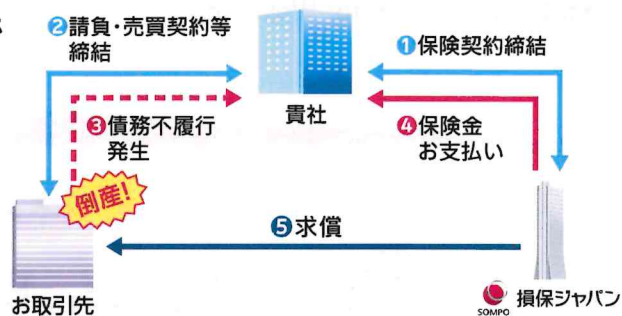 ❷請負・売買契約等
締結
❶保険契約締結
貴社
❸債務不履行
発生
❹保険金
お支払い
倒産!
❺求償
お取引先
SOMPO
損保ジャパン